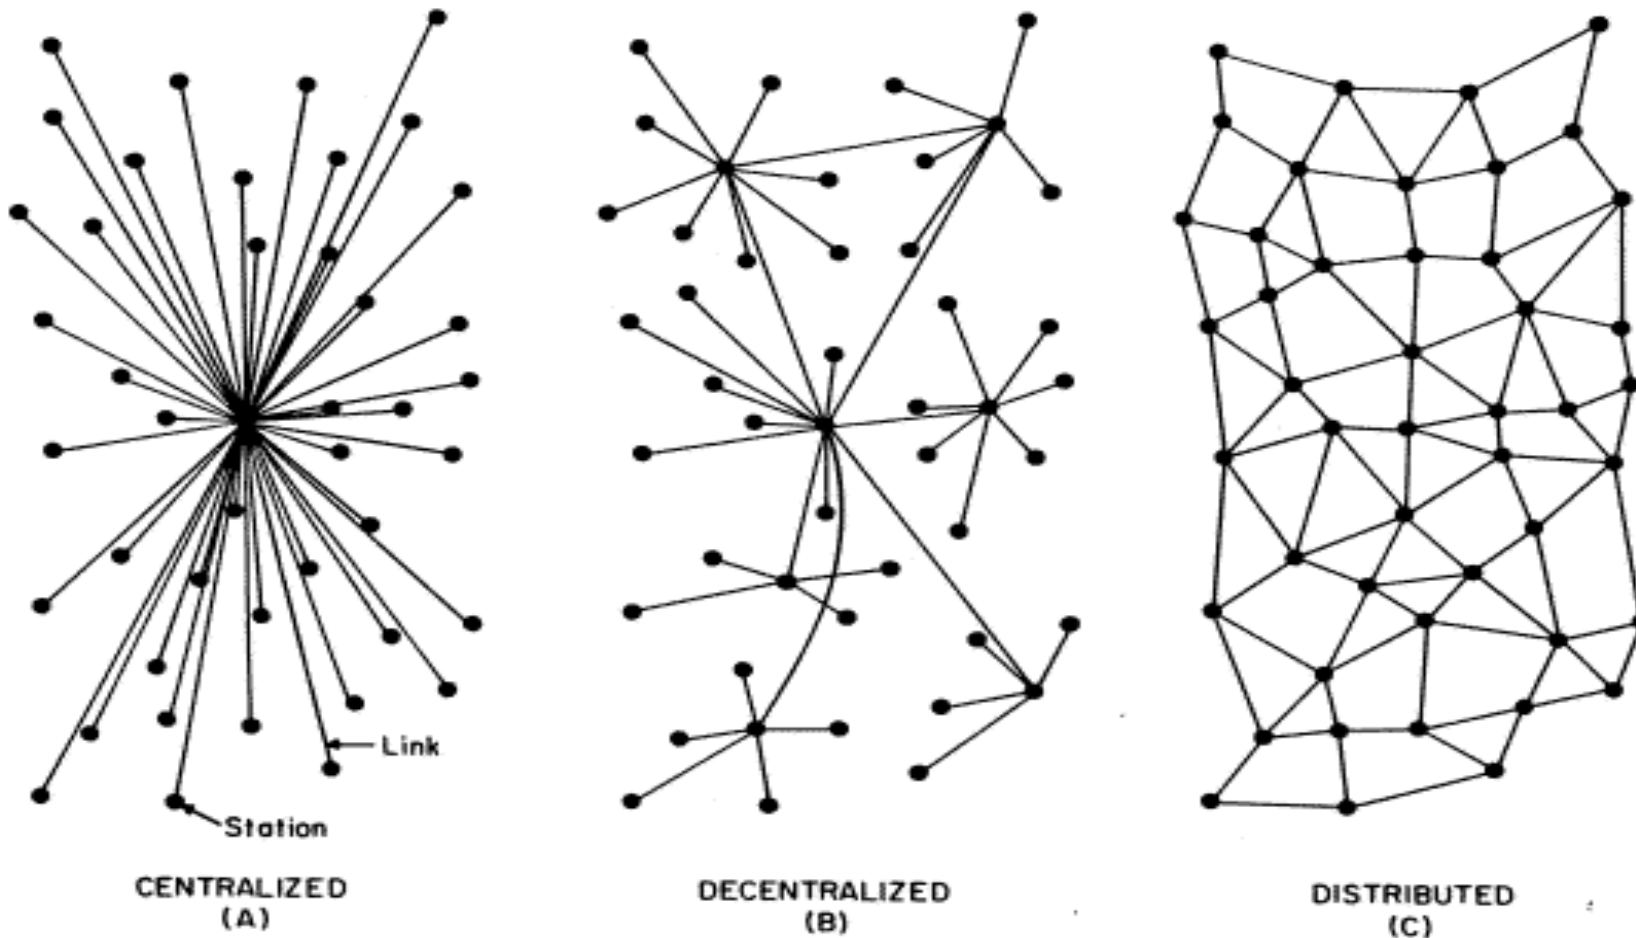 Link
Station
CENTRALIZED
(A)
DECENTRALIZED
(B)
DISTRIBUTED
(C)